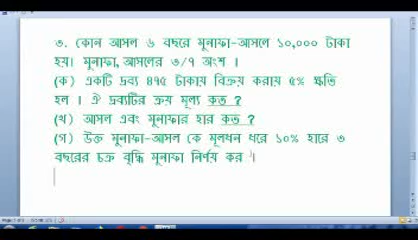 ৩. কোন আসল ৬ বছরে মুনাফা-আসলে ১০,০০০ টাকা
হয়। মুনাফা, আসলের ৩/৭ অংশ ।
(ক) একটি দ্রব্য ৪৭৫ টাকায় বিক্রয় করায় ৫% ক্ষতি
হল । ঐ দ্রব্যটির ক্রয় মূল্য কত ?
(খ) আসল এবং মুনাফার হার কত ?
(গ) উক্ত মুনাফা-আসল কে মূলধন ধরে ১০% হারে ৩
বছরের চক্র বৃদ্ধি মুনাফা নির্ণয় কর ।